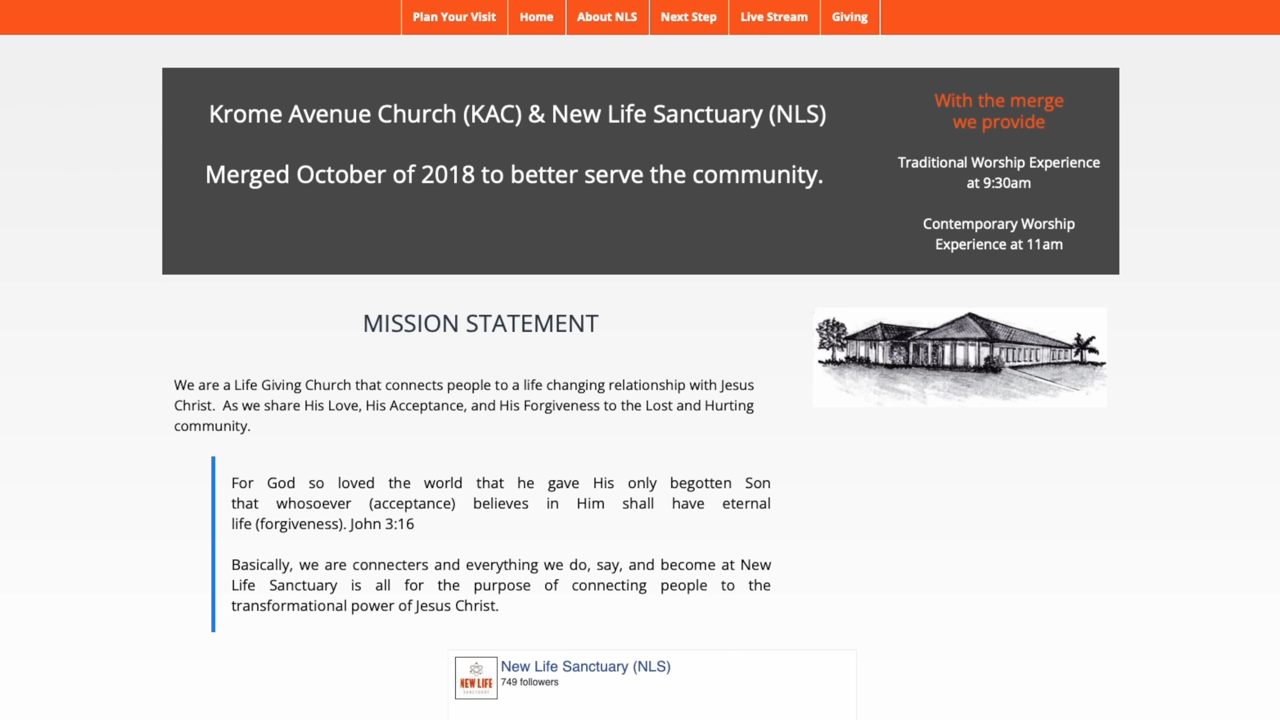 Plan Your Visit
Home
About NLS
Next Step
Live Stream
Giving
Krome Avenue Church (KAC) & New Life Sanctuary (NLS)
Merged October of 2018 to better serve the community.
With the merge
we provide
Traditional Worship Experience
at 9:30am
Contemporary Worship
Experience at 11am
MISSION STATEMENT
We are a Life Giving Church that connects people to a life changing relationship with Jesus
Christ.  As we share His Love, His Acceptance, and His Forgiveness to the Lost and Hurting
community.
For God so loved the world that he gave His only begotten Son
that whosoever (acceptance) believes in Him shall have eternal
life (forgiveness). John 3:16
Basically, we are connecters and everything we do, say, and become at New
Life Sanctuary is all for the purpose of connecting people to the
transformational power of Jesus Christ.
NEW LIFE
SANCTUARY
New Life Sanctuary (NLS)
749 followers